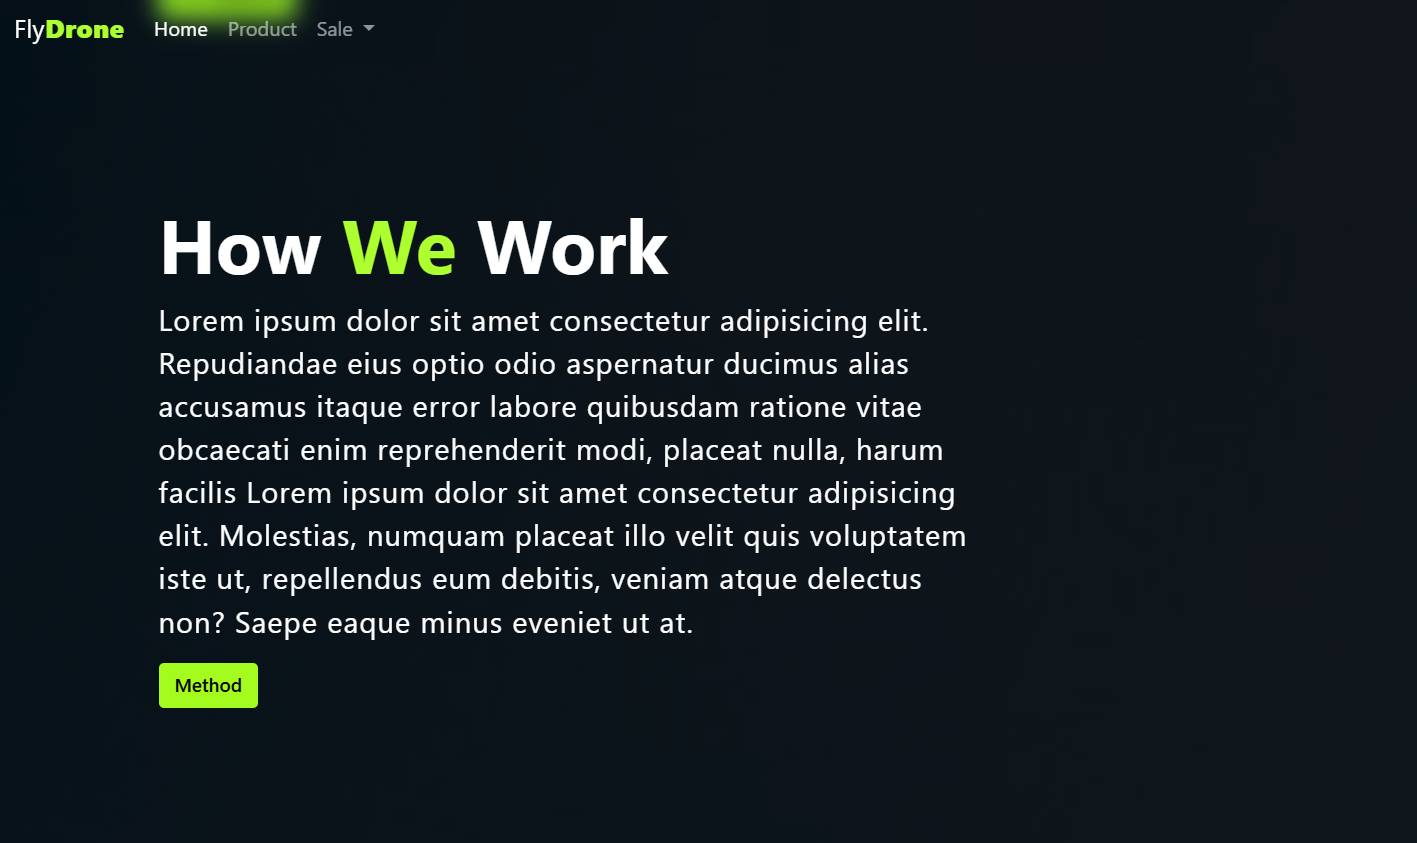 FlyDrone Home Product Sale
How We Work
Lorem ipsum dolor sit amet consectetur adipisicing elit.
Repudiandae eius optio odio aspernatur ducimus alias
accusamus itaque error labore quibusdam ratione vitae
obcaecati enim reprehenderit modi, placeat nulla, harum
facilis Lorem ipsum dolor sit amet consectetur adipisicing
elit. Molestias, numquam placeat illo velit quis voluptatem
iste ut, repellendus eum debitis, veniam atque delectus
non? Saepe eaque minus eveniet ut at.
Method